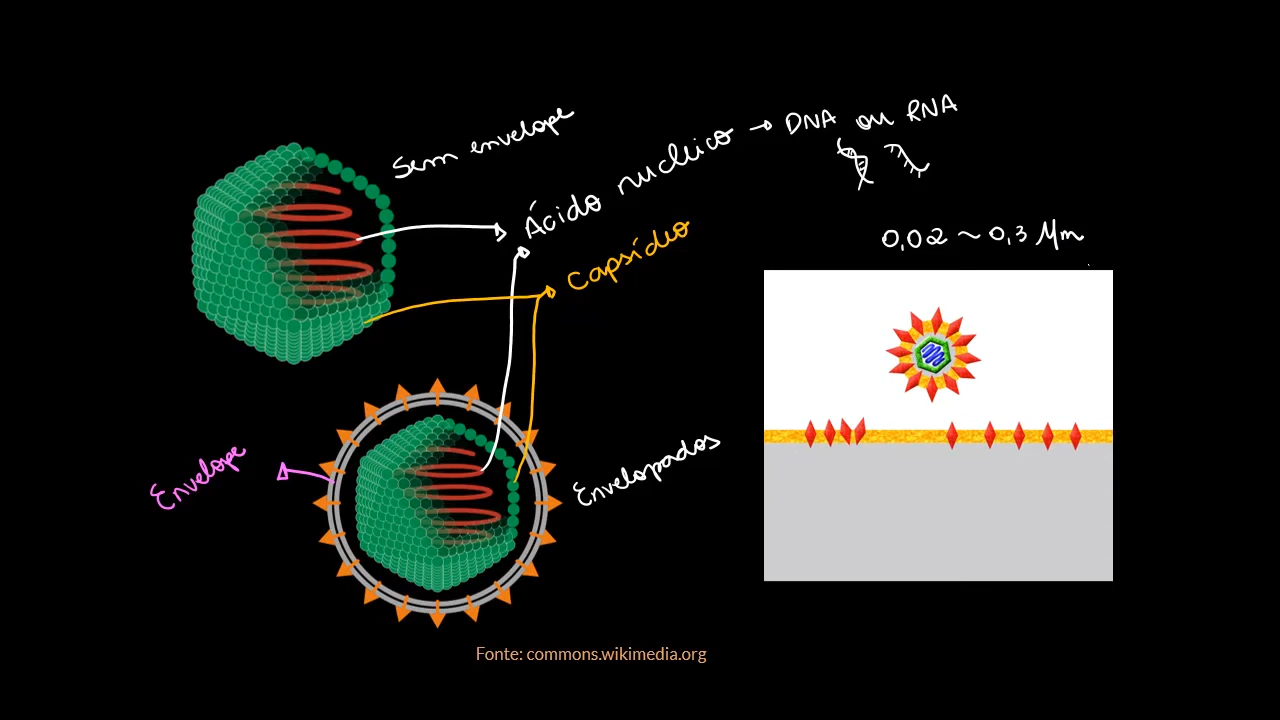 Sem envelope
Ácido nucleico → DNA ou RNA
Capsídeo
0,02 ~ 0,3 µm
Envelope
Envelopados
Fonte: commons.wikimedia.org